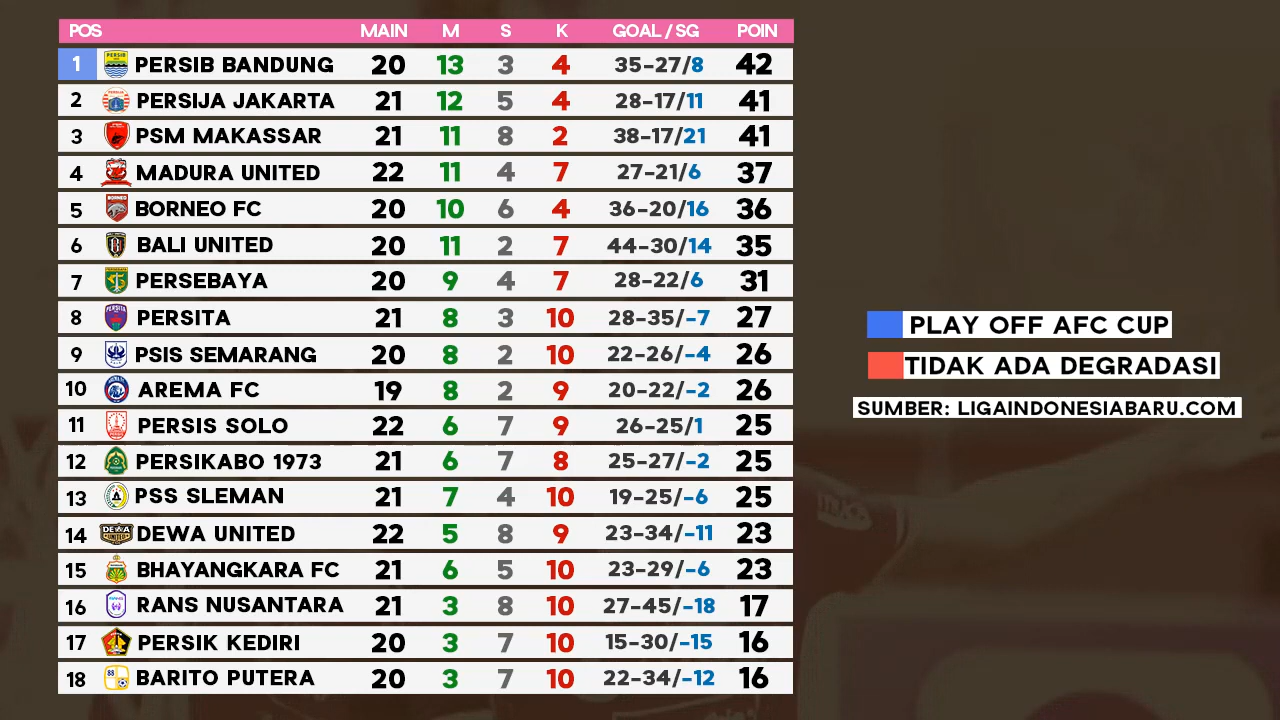 POS MAIN M S K GOAL / SG POIN
1 PERSIB BANDUNG 20 13 3 4 35-27/8 42
2 PERSIJA JAKARTA 21 12 5 4 28-17/11 41
3 PSM MAKASSAR 21 11 8 2 38-17/21 41
4 MADURA UNITED 22 11 4 7 27-21/6 37
5 BORNEO FC 20 10 6 4 36-20/16 36
6 BALI UNITED 20 11 2 7 44-30/14 35
7 PERSEBAYA 20 9 4 7 28-22/6 31
8 PERSITA 21 8 3 10 28-35/-7 27
9 PSIS SEMARANG 20 8 2 10 22-26/-4 26
10 AREMA FC 19 8 2 9 20-22/-2 26
11 PERSIS SOLO 22 6 7 9 26-25/1 25
12 PERSIKABO 1973 21 6 7 8 25-27/-2 25
13 PSS SLEMAN 21 7 4 10 19-25/-6 25
14 DEWA UNITED 22 5 8 9 23-34/-11 23
15 BHAYANGKARA FC 21 6 5 10 23-29/-6 23
16 RANS NUSANTARA 21 3 8 10 27-45/-18 17
17 PERSIK KEDIRI 20 3 7 10 15-30/-15 16
18 BARITO PUTERA 20 3 7 10 22-34/-12 16
PLAY OFF AFC CUP
TIDAK ADA DEGRADASI
SUMBER: LIGAINDONESIABARU.COM